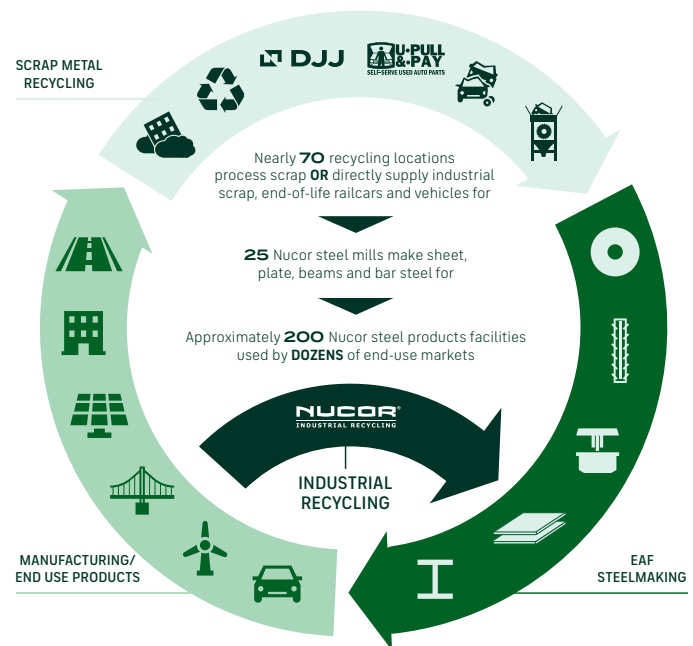 SCRAP METAL
RECYCLING
DJJ
U·PULL
&·PAY
SELF-SERVE USED AUTO PARTS
Nearly 70 recycling locations
process scrap OR directly supply industrial
scrap, end-of-life railcars and vehicles for
25 Nucor steel mills make sheet,
plate, beams and bar steel for
Approximately 200 Nucor steel products facilities
used by DOZENS of end-use markets
NUCOR®
INDUSTRIAL RECYCLING
INDUSTRIAL
RECYCLING
MANUFACTURING/
END USE PRODUCTS
EAF
STEELMAKING